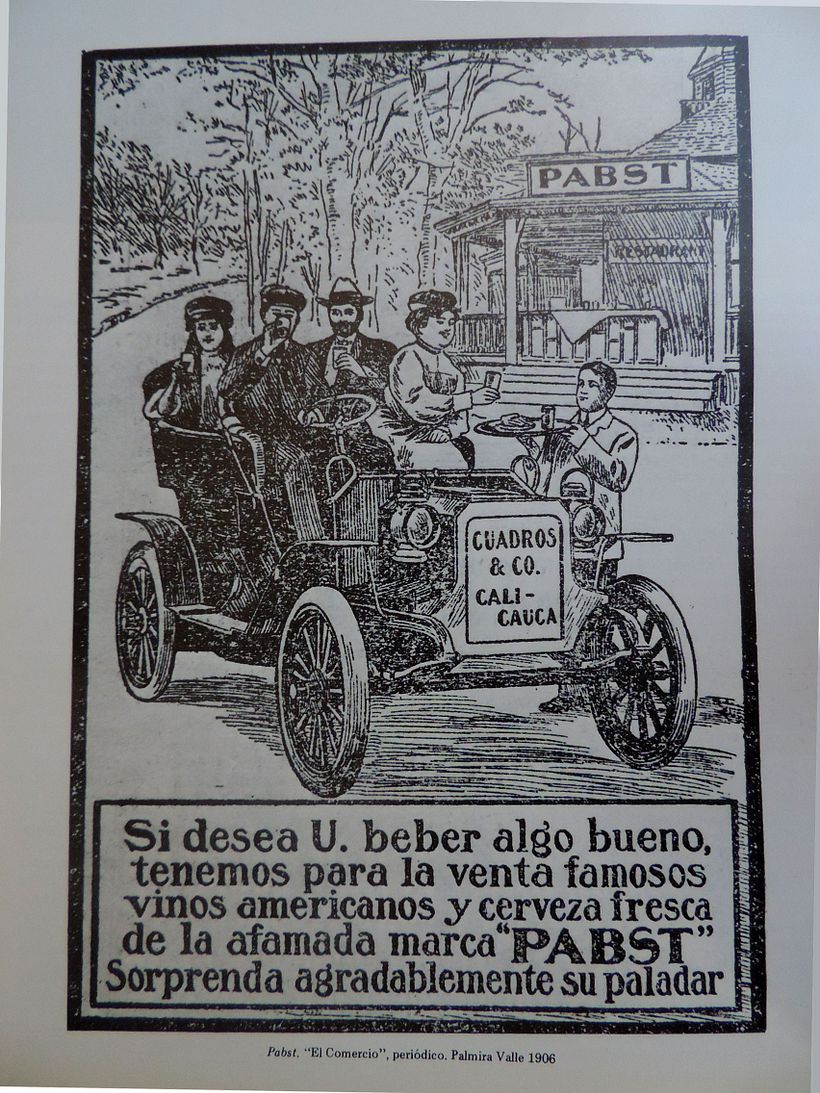 PABST
RESTAURANT
CUADROS
& CO.
CALI-
CAUCA
Si desea U. beber algo bueno,
tenemos para la venta famosos
vinos americanos y cerveza fresca
de la afamada marca "PABST"
Sorprenda agradablemente su paladar
Pabst. "El Comercio", periódico. Palmira Valle 1906